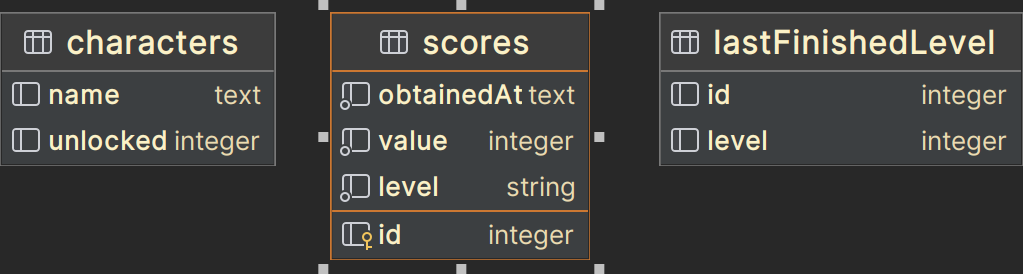 characters
name text
unlocked integer
scores
obtainedAt text
value integer
level string
id integer
lastFinishedLevel
id integer
level integer